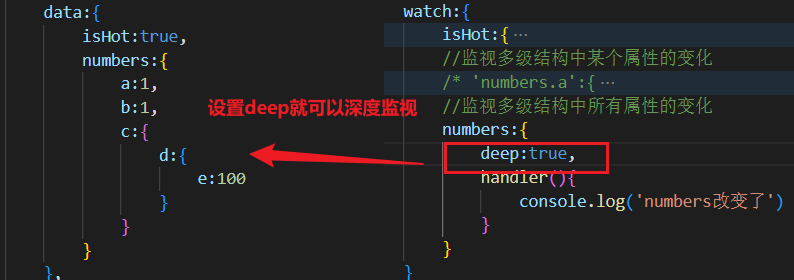 data:{
isHot:true,
numbers:{
a:1,
b:1,
c:{
d:{
e:100
}
}
}
},
设置deep就可以深度监视
watch:{
isHot:{…
//监视多级结构中某个属性的变化
/* 'numbers.a':{…
//监视多级结构中所有属性的变化
numbers:{
deep:true,
handler(){
console.log('numbers改变了')
}
}
}